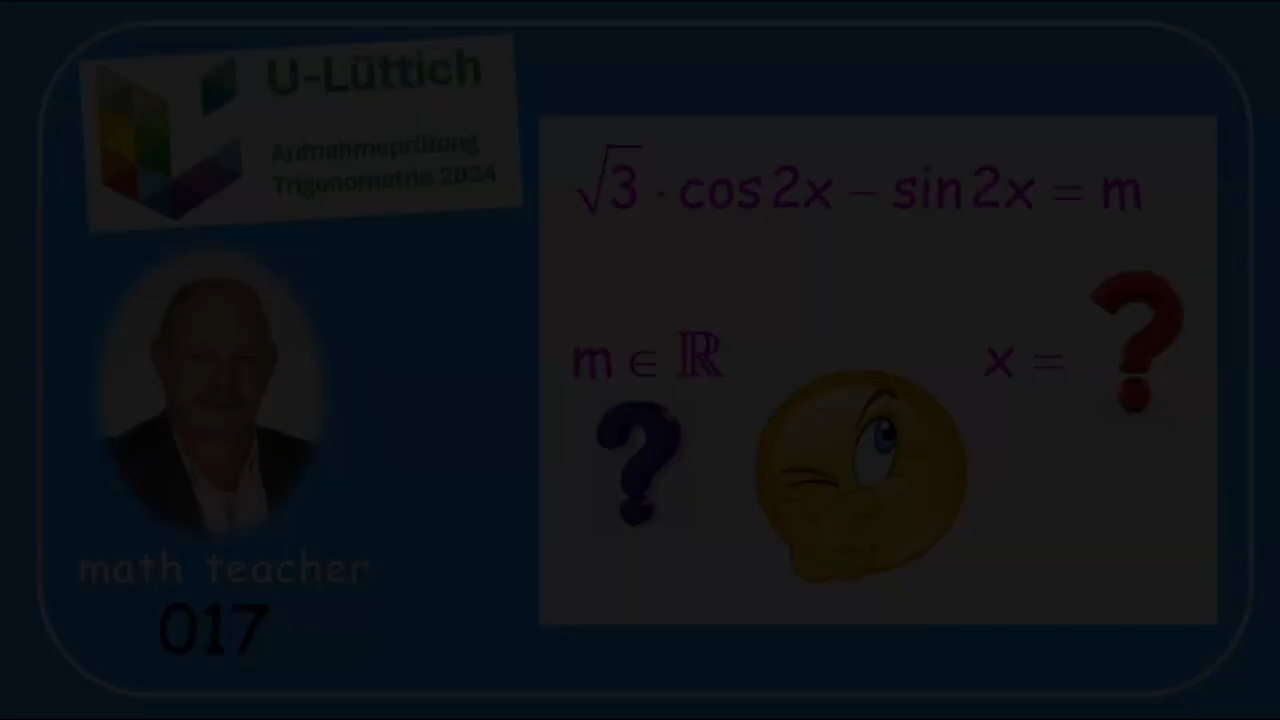 U-Lüttich
Aufnahmeprüfung
Trigonometrie 2024
√3 · cos 2x − sin 2x = m
m ∈ ℝ
x =
math teacher
017